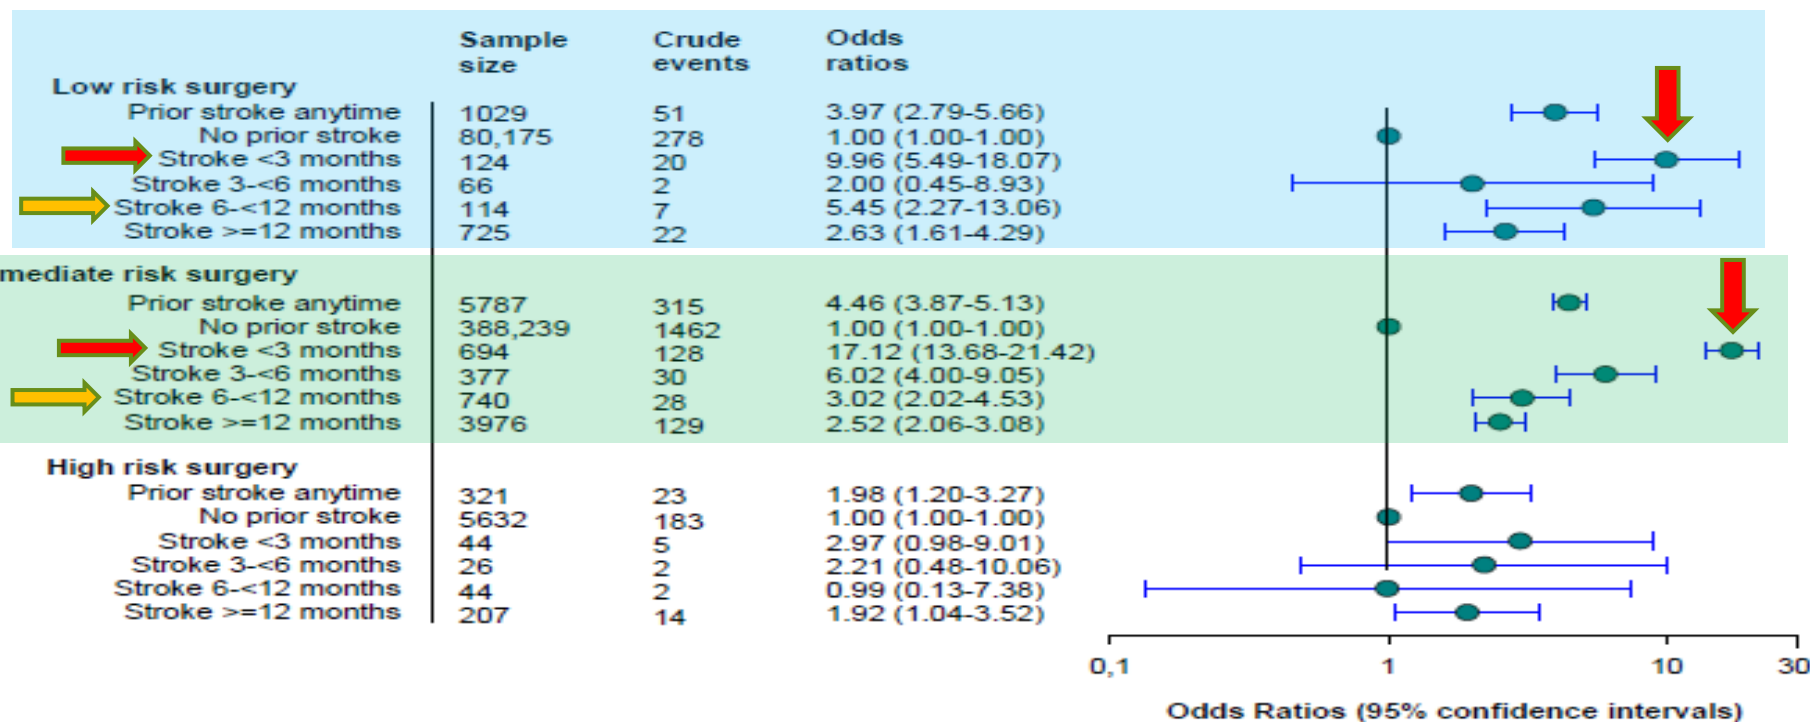 Sample size Crude events Odds ratios
Low risk surgery
Prior stroke anytime 1029 51 3.97 (2.79-5.66)
No prior stroke 80,175 278 1.00 (1.00-1.00)
Stroke <3 months 124 20 9.96 (5.49-18.07)
Stroke 3-<6 months 66 2 2.00 (0.45-8.93)
Stroke 6-<12 months 114 7 5.45 (2.27-13.06)
Stroke >=12 months 725 22 2.63 (1.61-4.29)
mediate risk surgery
Prior stroke anytime 5787 315 4.46 (3.87-5.13)
No prior stroke 388,239 1462 1.00 (1.00-1.00)
Stroke <3 months 694 128 17.12 (13.68-21.42)
Stroke 3-<6 months 377 30 6.02 (4.00-9.05)
Stroke 6-<12 months 740 28 3.02 (2.02-4.53)
Stroke >=12 months 3976 129 2.52 (2.06-3.08)
High risk surgery
Prior stroke anytime 321 23 1.98 (1.20-3.27)
No prior stroke 5632 183 1.00 (1.00-1.00)
Stroke <3 months 44 5 2.97 (0.98-9.01)
Stroke 3-<6 months 26 2 2.21 (0.48-10.06)
Stroke 6-<12 months 44 2 0.99 (0.13-7.38)
Stroke >=12 months 207 14 1.92 (1.04-3.52)
0,1 1 10 30
Odds Ratios (95% confidence intervals)